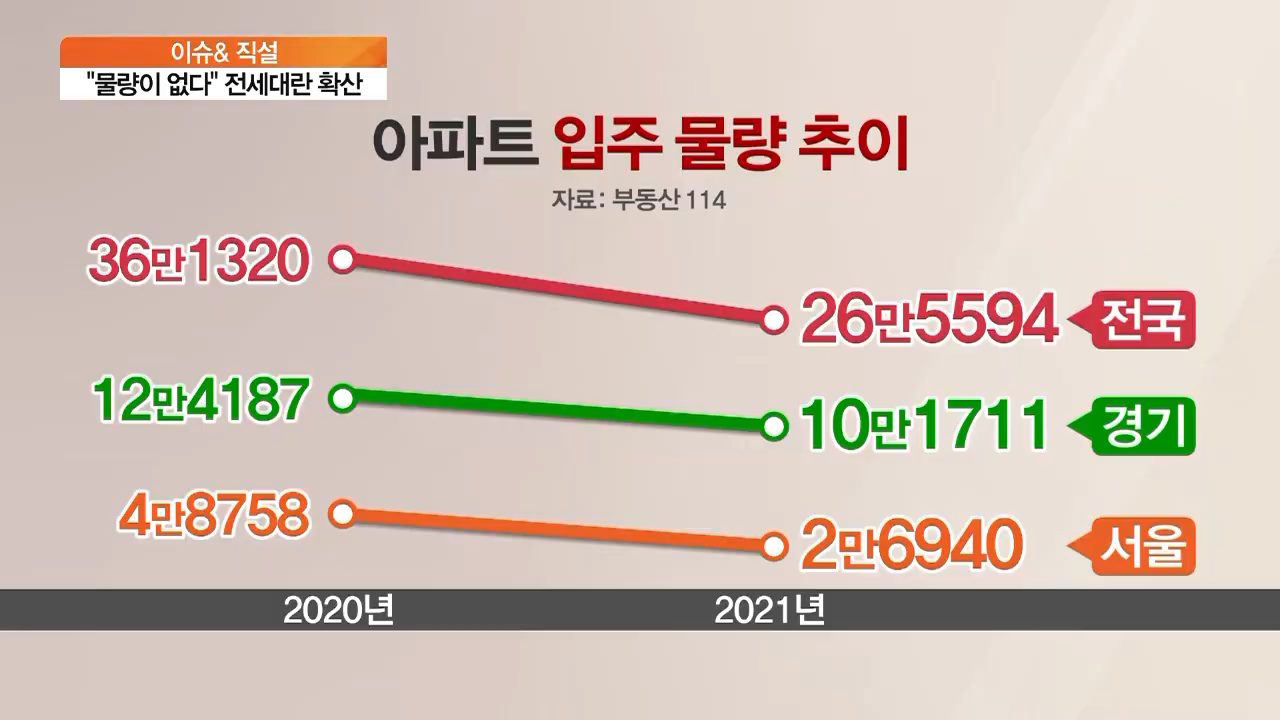 이슈& 직설
"물량이 없다" 전세대란 확산
아파트 입주 물량 추이
자료: 부동산 114
36만1320
26만5594 전국
12만4187
10만1711 경기
4만8758
2만6940 서울
2020년 2021년